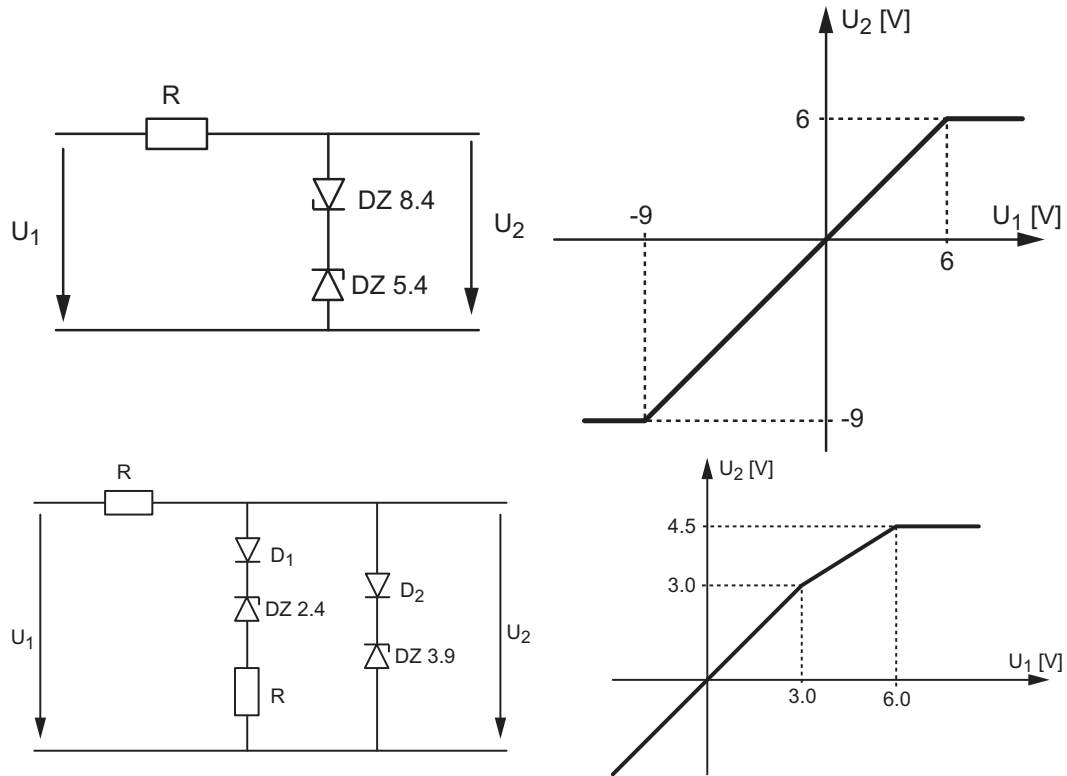 R
U1
DZ 8.4
DZ 5.4
U2
U2 [V]
6
-9
U1 [V]
6
-9
R
U1
D1
DZ 2.4
R
D2
DZ 3.9
U2
U2 [V]
4.5
3.0
U1 [V]
3.0
6.0